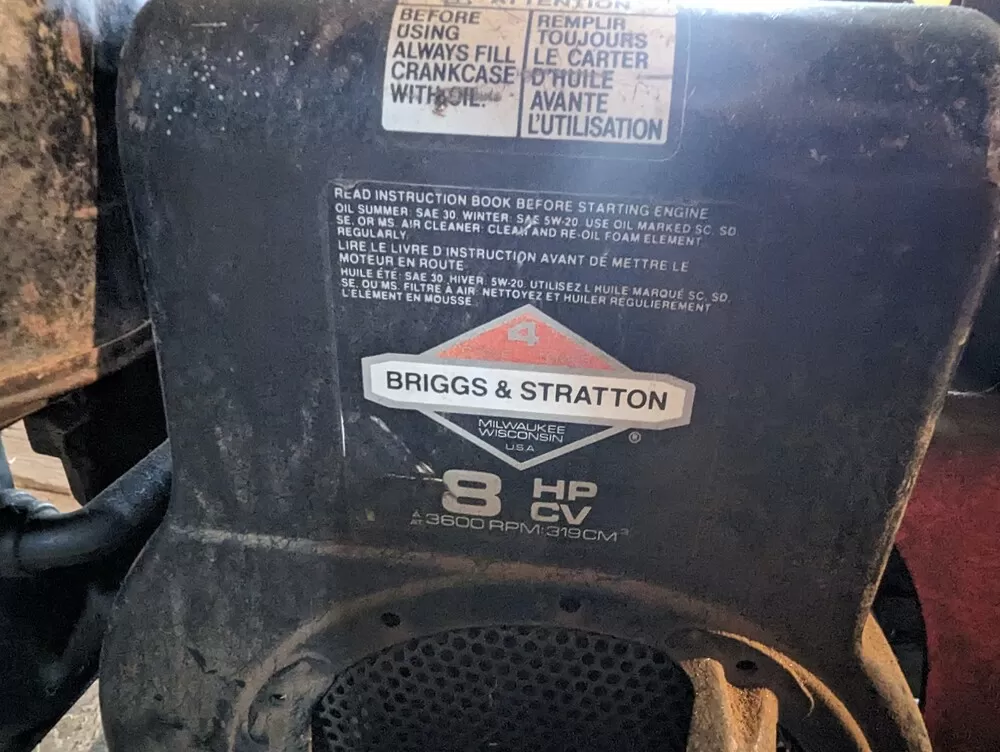 ATTENTION
BEFORE
USING
ALWAYS FILL
CRANKCASE
WITH OIL.
REMPLIR
TOUJOURS
LE CARTER
D'HUILE
AVANTE
L'UTILISATION
READ INSTRUCTION BOOK BEFORE STARTING ENGINE
OIL SUMMER: SAE 30, WINTER: SAE 5W-20. USE OIL MARKED SC, SD,
SE, OR MS. AIR CLEANER: CLEAN AND RE-OIL FOAM ELEMENT
REGULARLY.
LIRE LE LIVRE D'INSTRUCTION AVANT DE METTRE LE
MOTEUR EN ROUTE
HUILE ÉTÉ: SAE 30, HIVER: 5W-20. UTILISEZ L HUILE MARQUÉ SC, SD,
SE, OU MS. FILTRE À AIR: NETTOYEZ ET HUILER REGULIEREMENT
L'ELEMENT EN MOUSSE
4
BRIGGS & STRATTON
MILWAUKEE
WISCONSIN
U.S.A
®
8 HP
CV
À
AT 3600 RPM:319CM³